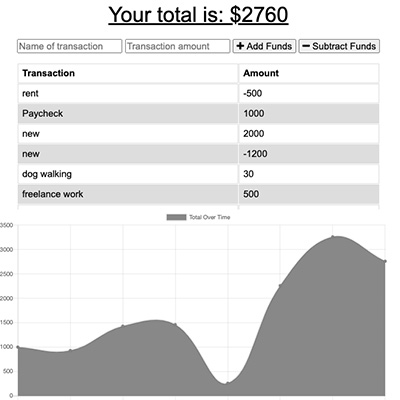 Your total is: $2760
Name of transaction Transaction amount + Add Funds − Subtract Funds
Transaction Amount
rent -500
Paycheck 1000
new 2000
new -1200
dog walking 30
freelance work 500
Total Over Time
3500
3000
2500
2000
1500
1000
500
0